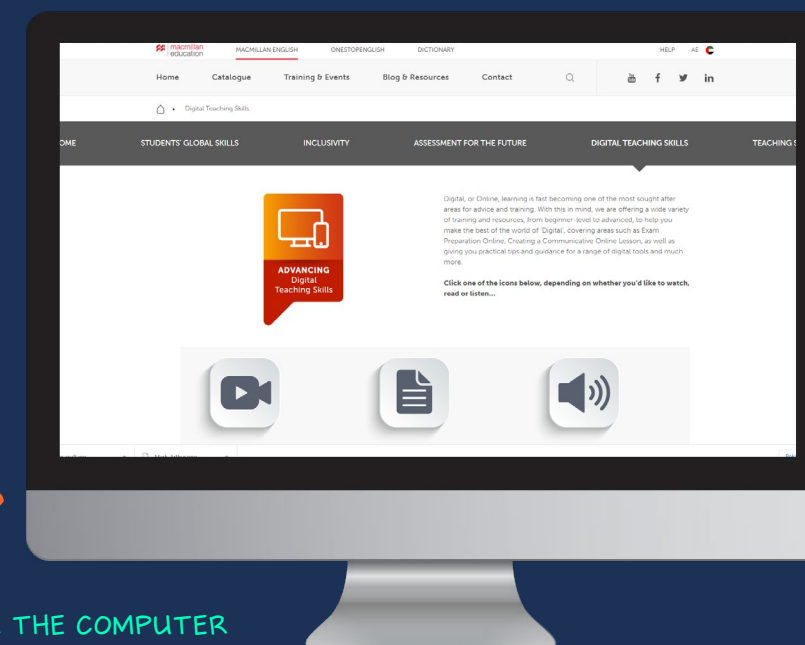 macmillan education MACMILLAN ENGLISH ONESTOPENGLISH DICTIONARY HELP AE
Home Catalogue Training & Events Blog & Resources Contact
Digital Teaching Skills
OME STUDENTS' GLOBAL SKILLS INCLUSIVITY ASSESSMENT FOR THE FUTURE DIGITAL TEACHING SKILLS TEACHING S
ADVANCING
Digital
Teaching Skills
Digital, or Online, learning is fast becoming one of the most sought after
areas for advice and training. With this in mind, we are offering a wide variety
of training and resources, from beginner-level to advanced, to help you
make the best of the world of 'Digital', covering areas such as Exam
Preparation Online, Creating a Communicative Online Lesson, as well as
giving you practical tips and guidance for a range of digital tools and much
more.
Click one of the icons below, depending on whether you'd like to watch,
read or listen...
THE COMPUTER